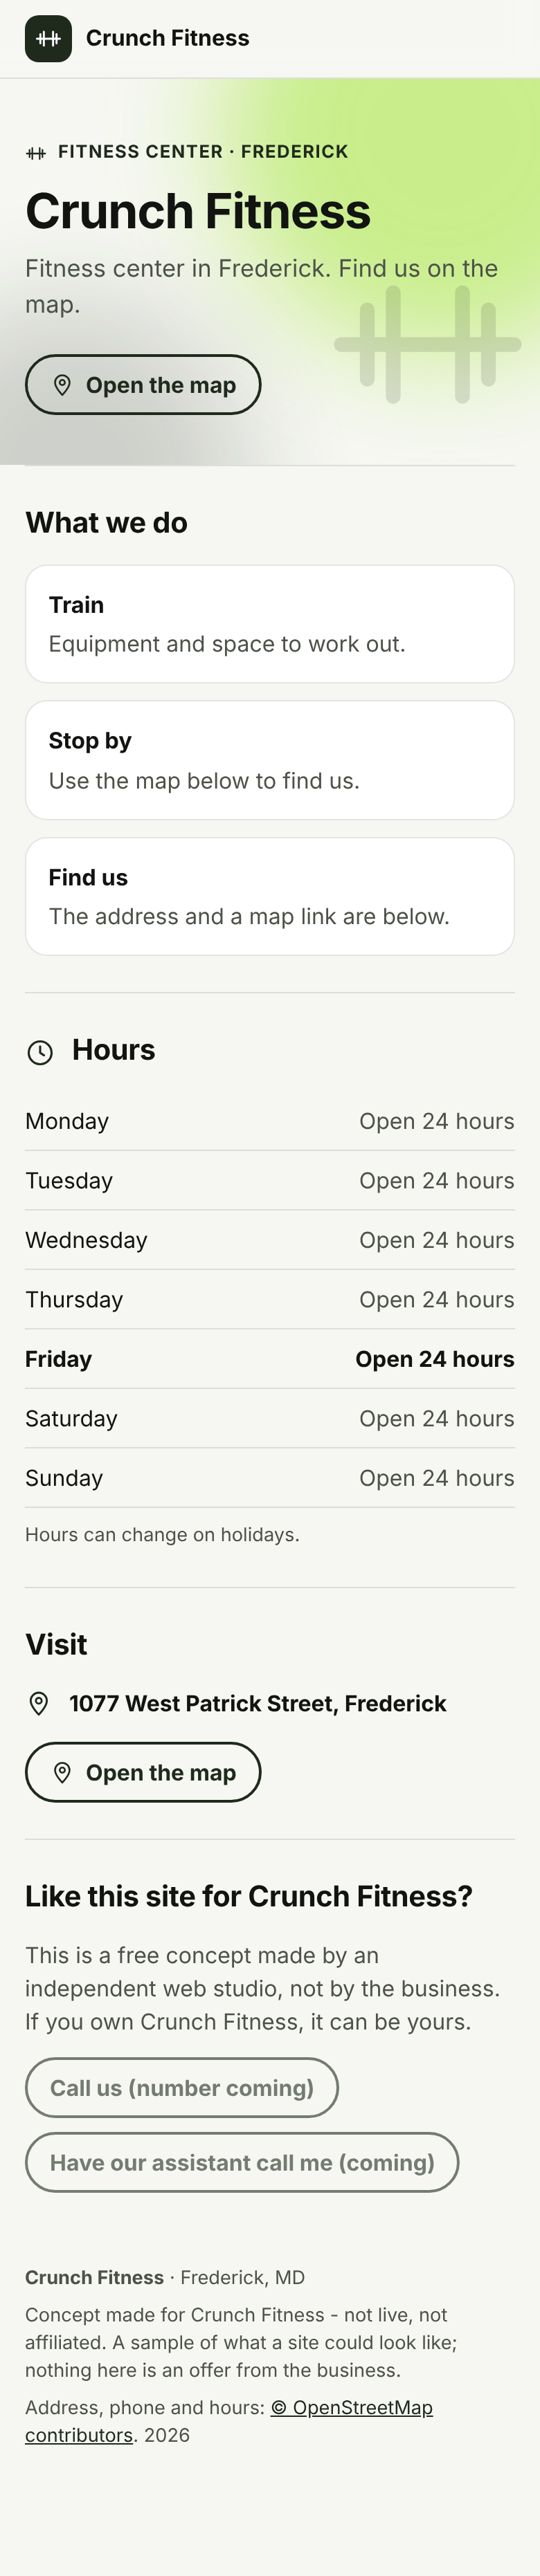 Crunch Fitness
FITNESS CENTER · FREDERICK
Crunch Fitness
Fitness center in Frederick. Find us on the
map.
Open the map
What we do
Train
Equipment and space to work out.
Stop by
Use the map below to find us.
Find us
The address and a map link are below.
Hours
Monday Open 24 hours
Tuesday Open 24 hours
Wednesday Open 24 hours
Thursday Open 24 hours
Friday Open 24 hours
Saturday Open 24 hours
Sunday Open 24 hours
Hours can change on holidays.
Visit
1077 West Patrick Street, Frederick
Open the map
Like this site for Crunch Fitness?
This is a free concept made by an
independent web studio, not by the business.
If you own Crunch Fitness, it can be yours.
Call us (number coming)
Have our assistant call me (coming)
Crunch Fitness · Frederick, MD
Concept made for Crunch Fitness - not live, not
affiliated. A sample of what a site could look like;
nothing here is an offer from the business.
Address, phone and hours: © OpenStreetMap
contributors. 2026